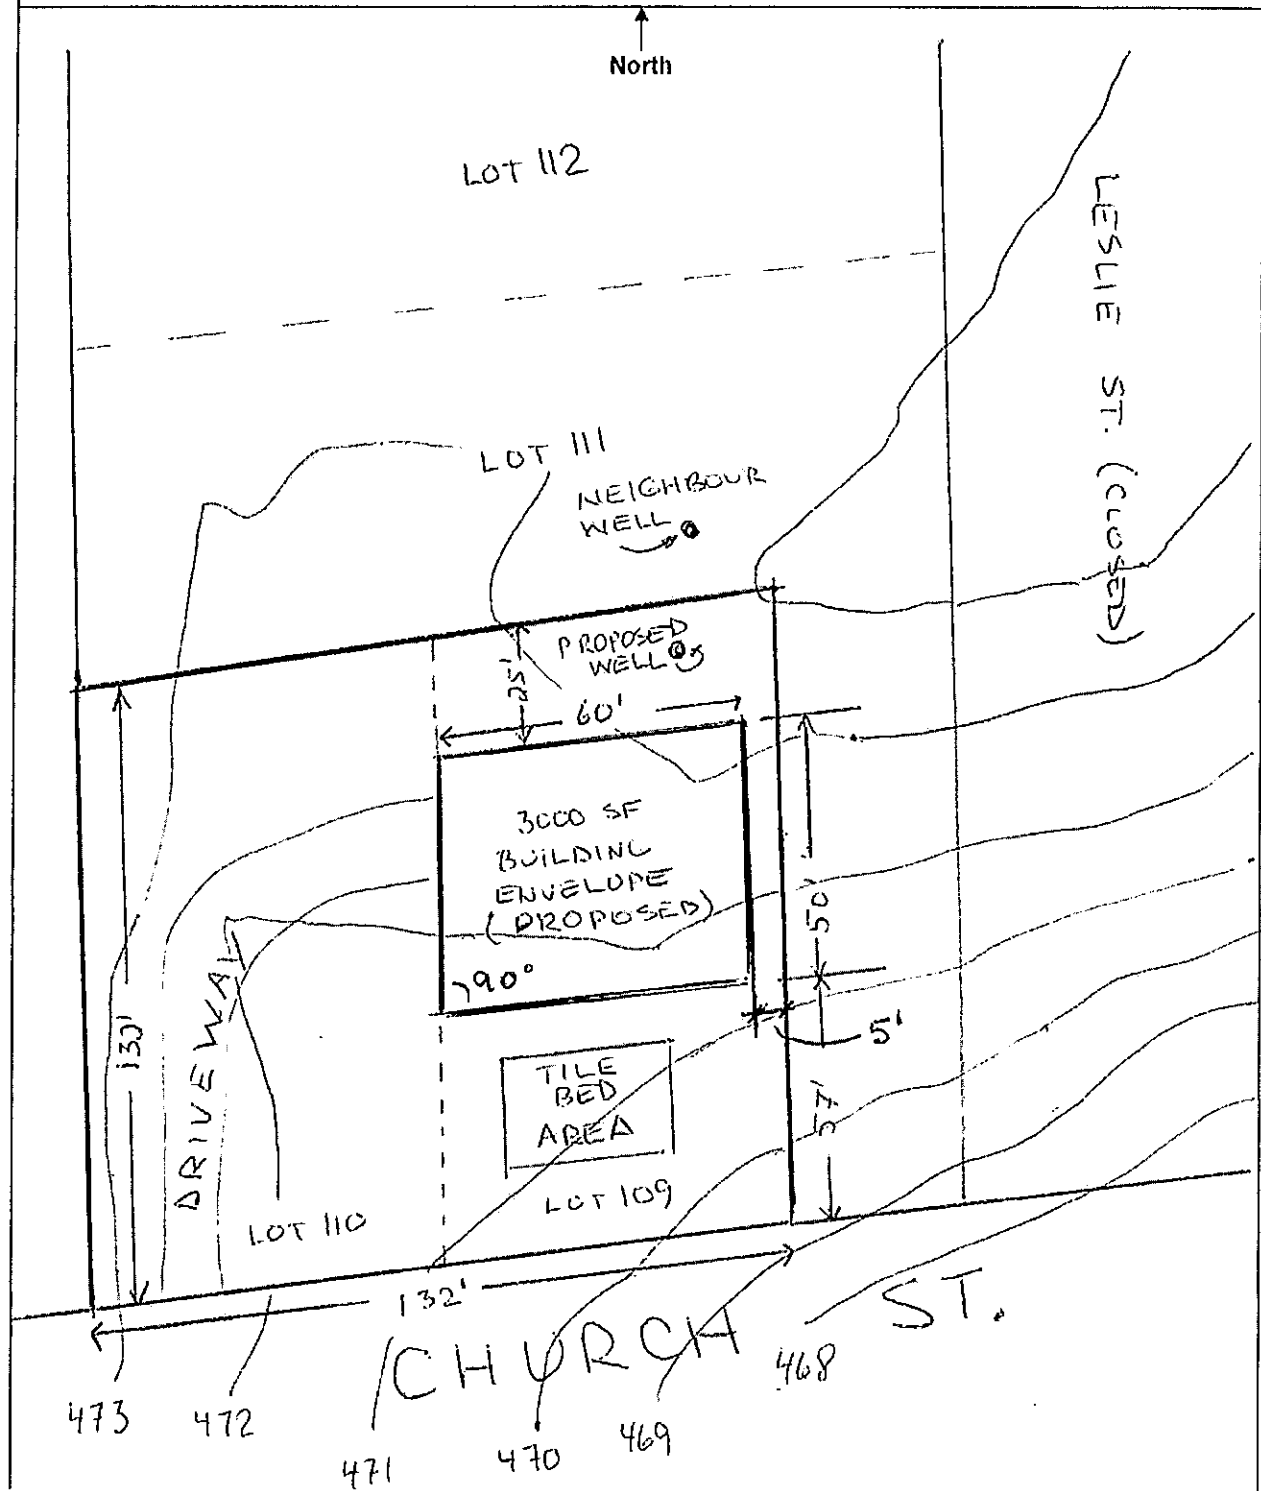 North
LOT 112
LESLIE ST. (CLOSED)
LOT 111
NEIGHBOUR
WELL
PROPOSED
WELL
25'
60'
3000 SF
BUILDING
ENVELOPE
(PROPOSED)
50'
90°
5'
130'
DRIVEWAY
TILE
BED
AREA
57'
LOT 109
LOT 110
132'
CHURCH ST.
473
472
471
470
469
468